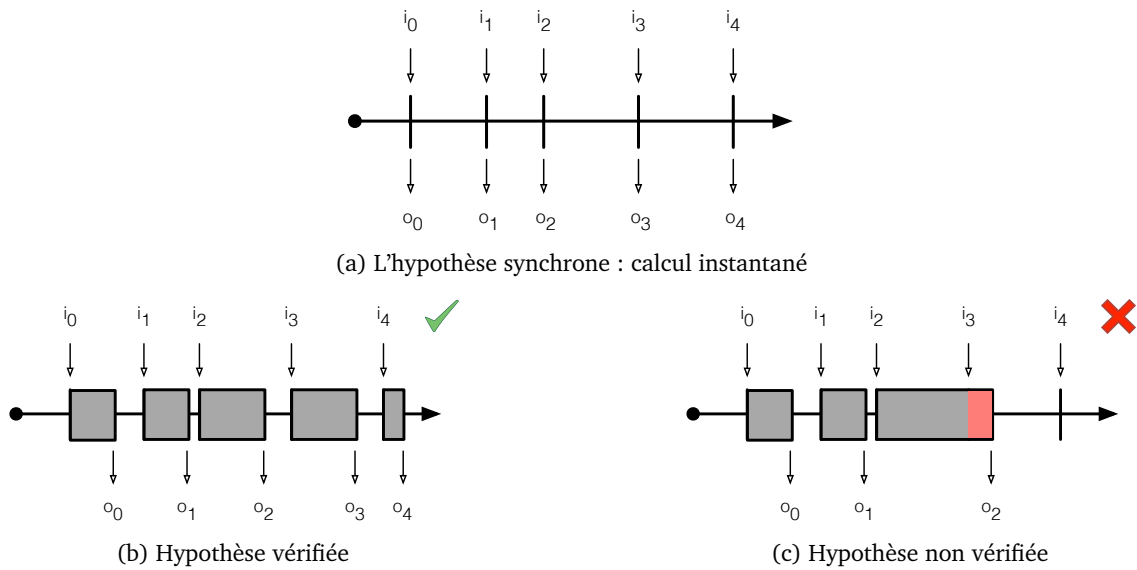 i0 i1 i2 i3 i4
o0 o1 o2 o3 o4
(a) L'hypothèse synchrone : calcul instantané
i0 i1 i2 i3 i4
o0 o1 o2 o3 o4
(b) Hypothèse vérifiée
i0 i1 i2 i3 i4
o0 o1 o2
(c) Hypothèse non vérifiée